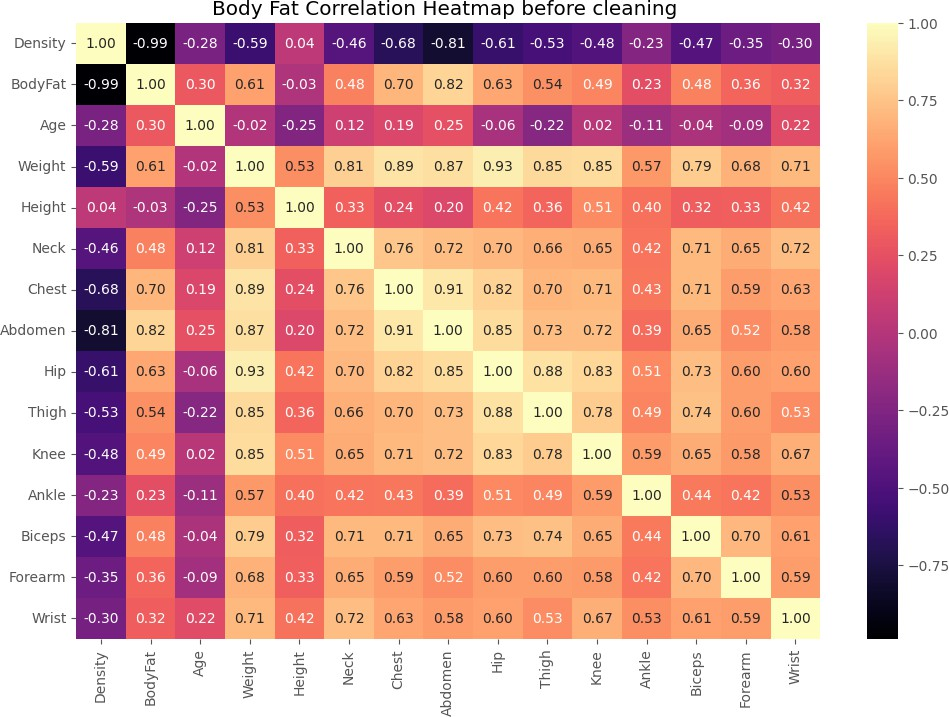 Body Fat Correlation Heatmap before cleaning
Density 1.00 -0.99 -0.28 -0.59 0.04 -0.46 -0.68 -0.81 -0.61 -0.53 -0.48 -0.23 -0.47 -0.35 -0.30
BodyFat -0.99 1.00 0.30 0.61 -0.03 0.48 0.70 0.82 0.63 0.54 0.49 0.23 0.48 0.36 0.32
Age -0.28 0.30 1.00 -0.02 -0.25 0.12 0.19 0.25 -0.06 -0.22 0.02 -0.11 -0.04 -0.09 0.22
Weight -0.59 0.61 -0.02 1.00 0.53 0.81 0.89 0.87 0.93 0.85 0.85 0.57 0.79 0.68 0.71
Height 0.04 -0.03 -0.25 0.53 1.00 0.33 0.24 0.20 0.42 0.36 0.51 0.40 0.32 0.33 0.42
Neck -0.46 0.48 0.12 0.81 0.33 1.00 0.76 0.72 0.70 0.66 0.65 0.42 0.71 0.65 0.72
Chest -0.68 0.70 0.19 0.89 0.24 0.76 1.00 0.91 0.82 0.70 0.71 0.43 0.71 0.59 0.63
Abdomen -0.81 0.82 0.25 0.87 0.20 0.72 0.91 1.00 0.85 0.73 0.72 0.39 0.65 0.52 0.58
Hip -0.61 0.63 -0.06 0.93 0.42 0.70 0.82 0.85 1.00 0.88 0.83 0.51 0.73 0.60 0.60
Thigh -0.53 0.54 -0.22 0.85 0.36 0.66 0.70 0.73 0.88 1.00 0.78 0.49 0.74 0.60 0.53
Knee -0.48 0.49 0.02 0.85 0.51 0.65 0.71 0.72 0.83 0.78 1.00 0.59 0.65 0.58 0.67
Ankle -0.23 0.23 -0.11 0.57 0.40 0.42 0.43 0.39 0.51 0.49 0.59 1.00 0.44 0.42 0.53
Biceps -0.47 0.48 -0.04 0.79 0.32 0.71 0.71 0.65 0.73 0.74 0.65 0.44 1.00 0.70 0.61
Forearm -0.35 0.36 -0.09 0.68 0.33 0.65 0.59 0.52 0.60 0.60 0.58 0.42 0.70 1.00 0.59
Wrist -0.30 0.32 0.22 0.71 0.42 0.72 0.63 0.58 0.60 0.53 0.67 0.53 0.61 0.59 1.00
Density BodyFat Age Weight Height Neck Chest Abdomen Hip Thigh Knee Ankle Biceps Forearm Wrist
1.00
0.75
0.50
0.25
0.00
−0.25
−0.50
−0.75